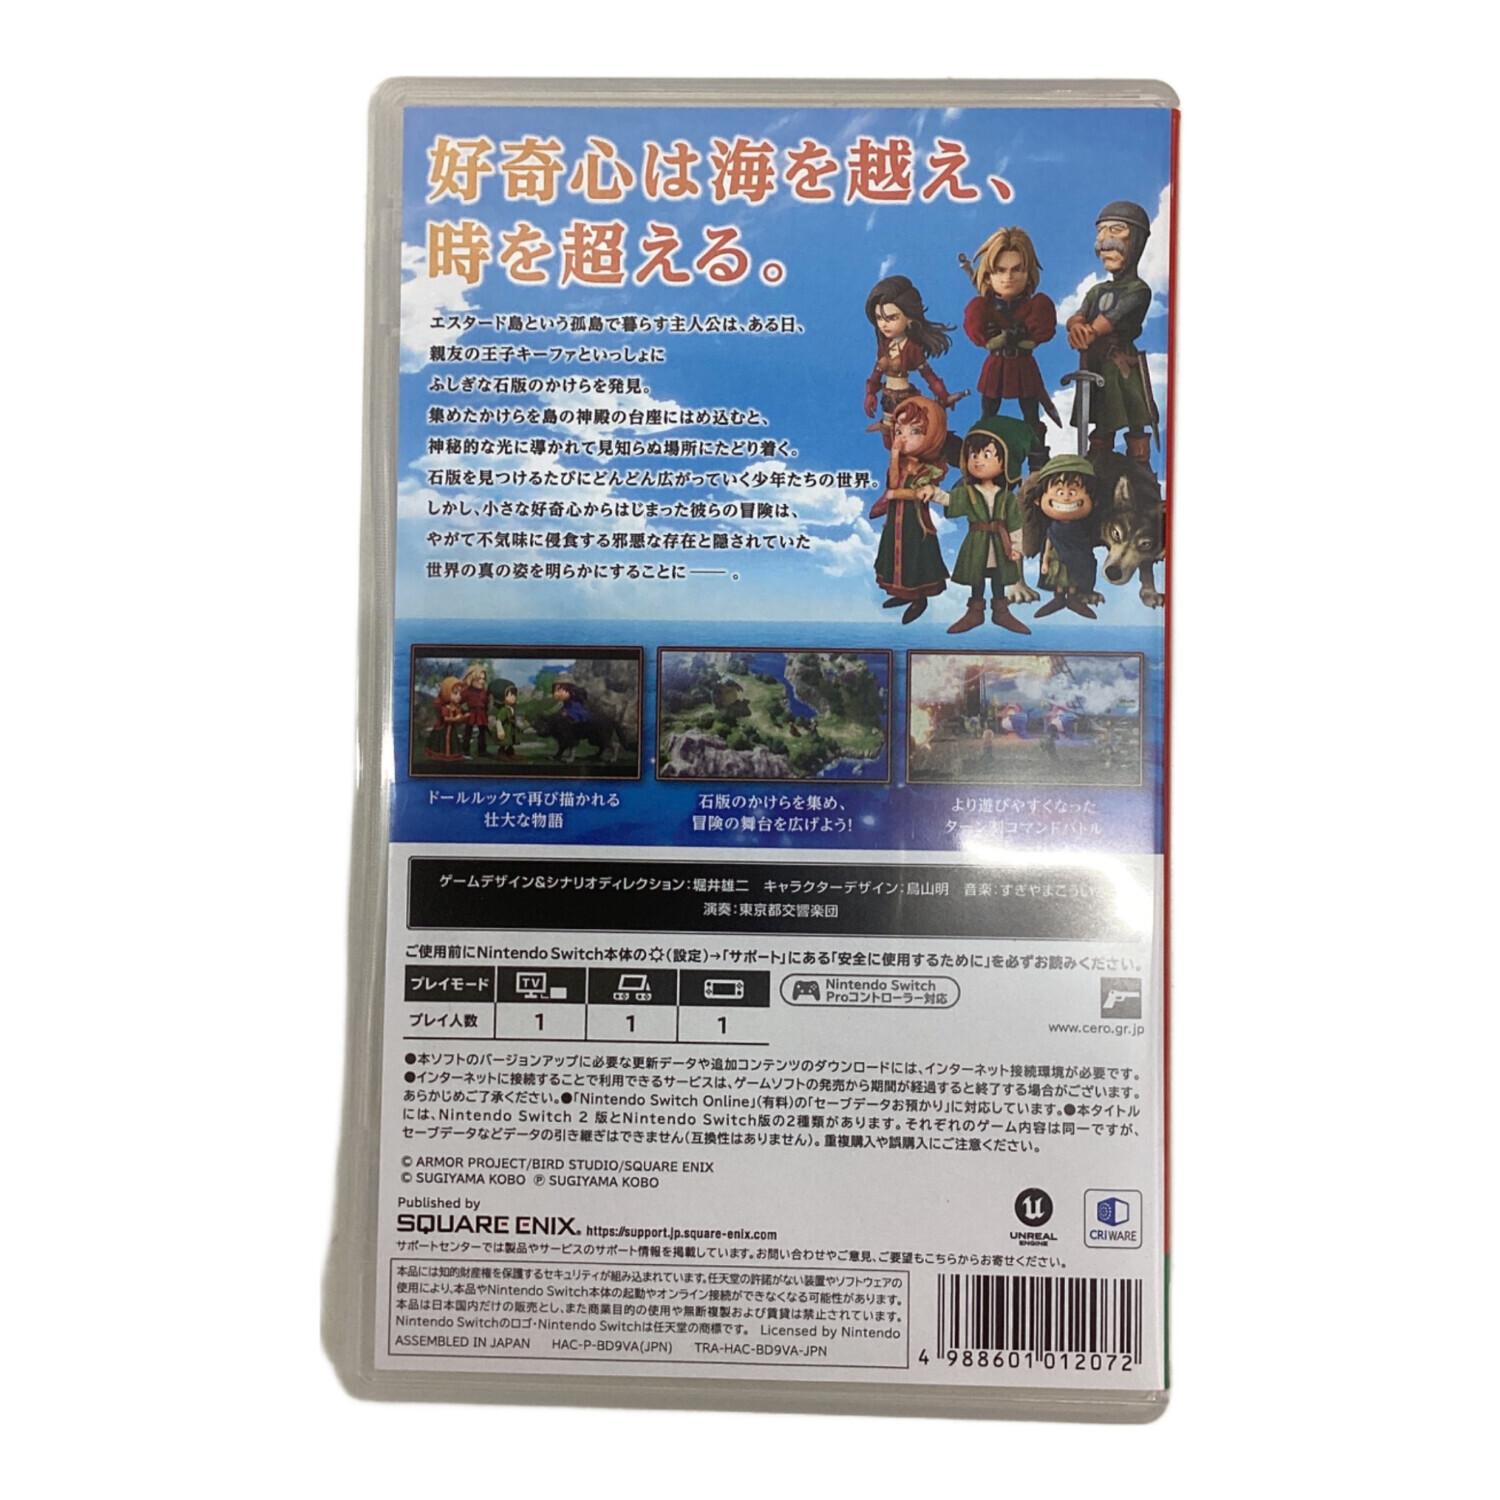 好奇心は海を越え、
時を超える。
エスタード島という孤島で暮らす主人公は、ある日、
親友の王子キーファといっしょに
ふしぎな石版のかけらを発見。
集めたかけらを島の神殿の台座にはめ込むと、
神秘的な光に導かれて見知らぬ場所にたどり着く。
石版を見つけるたびにどんどん広がっていく少年たちの世界。
しかし、小さな好奇心からはじまった彼らの冒険は、
やがて不気味に侵食する邪悪な存在と隠されていた
世界の真の姿を明らかにすることに――。
ドールルックで再び描かれる
壮大な物語
石版のかけらを集め、
冒険の舞台を広げよう!
より遊びやすくなった
ターン制コマンドバトル
ゲームデザイン&シナリオディレクション:堀井雄二 キャラクターデザイン:鳥山明 音楽:すぎやまこういち
演奏:東京都交響楽団
ご使用前にNintendo Switch本体の(設定)→「サポート」にある「安全に使用するために」を必ずお読みください。
プレイモード TV
Nintendo Switch
Proコントローラー対応
プレイ人数 1 1 1
www.cero.gr.jp
●本ソフトのバージョンアップに必要な更新データや追加コンテンツのダウンロードには、インターネット接続環境が必要です。
●インターネットに接続することで利用できるサービスは、ゲームソフトの発売から期間が経過すると終了する場合がございます。
あらかじめご了承ください。●「Nintendo Switch Online」(有料)の「セーブデータお預かり」に対応しています。●本タイトル
には、Nintendo Switch 2 版とNintendo Switch版の2種類があります。それぞれのゲーム内容は同一ですが、
セーブデータなどデータの引き継ぎはできません(互換性はありません)。重複購入や誤購入にご注意ください。
© ARMOR PROJECT/BIRD STUDIO/SQUARE ENIX
© SUGIYAMA KOBO ℗ SUGIYAMA KOBO
Published by
SQUARE ENIX. https://support.jp.square-enix.com
UNREAL
ENGINE
CRIWARE
サポートセンターでは製品やサービスのサポート情報を掲載しています。お問い合わせやご意見、ご要望もこちらからお寄せください。
本品には知的財産権を保護するセキュリティが組み込まれています。任天堂の許諾がない装置やソフトウェアの
使用により、本品やNintendo Switch本体の起動やオンライン接続ができなくなる可能性があります。
本品は日本国内だけの販売とし、また商業目的の使用や無断複製および賃貸は禁止されています。
Nintendo Switchのロゴ・Nintendo Switchは任天堂の商標です。 Licensed by Nintendo
ASSEMBLED IN JAPAN HAC-P-BD9VA(JPN) TRA-HAC-BD9VA-JPN
4 988601 012072